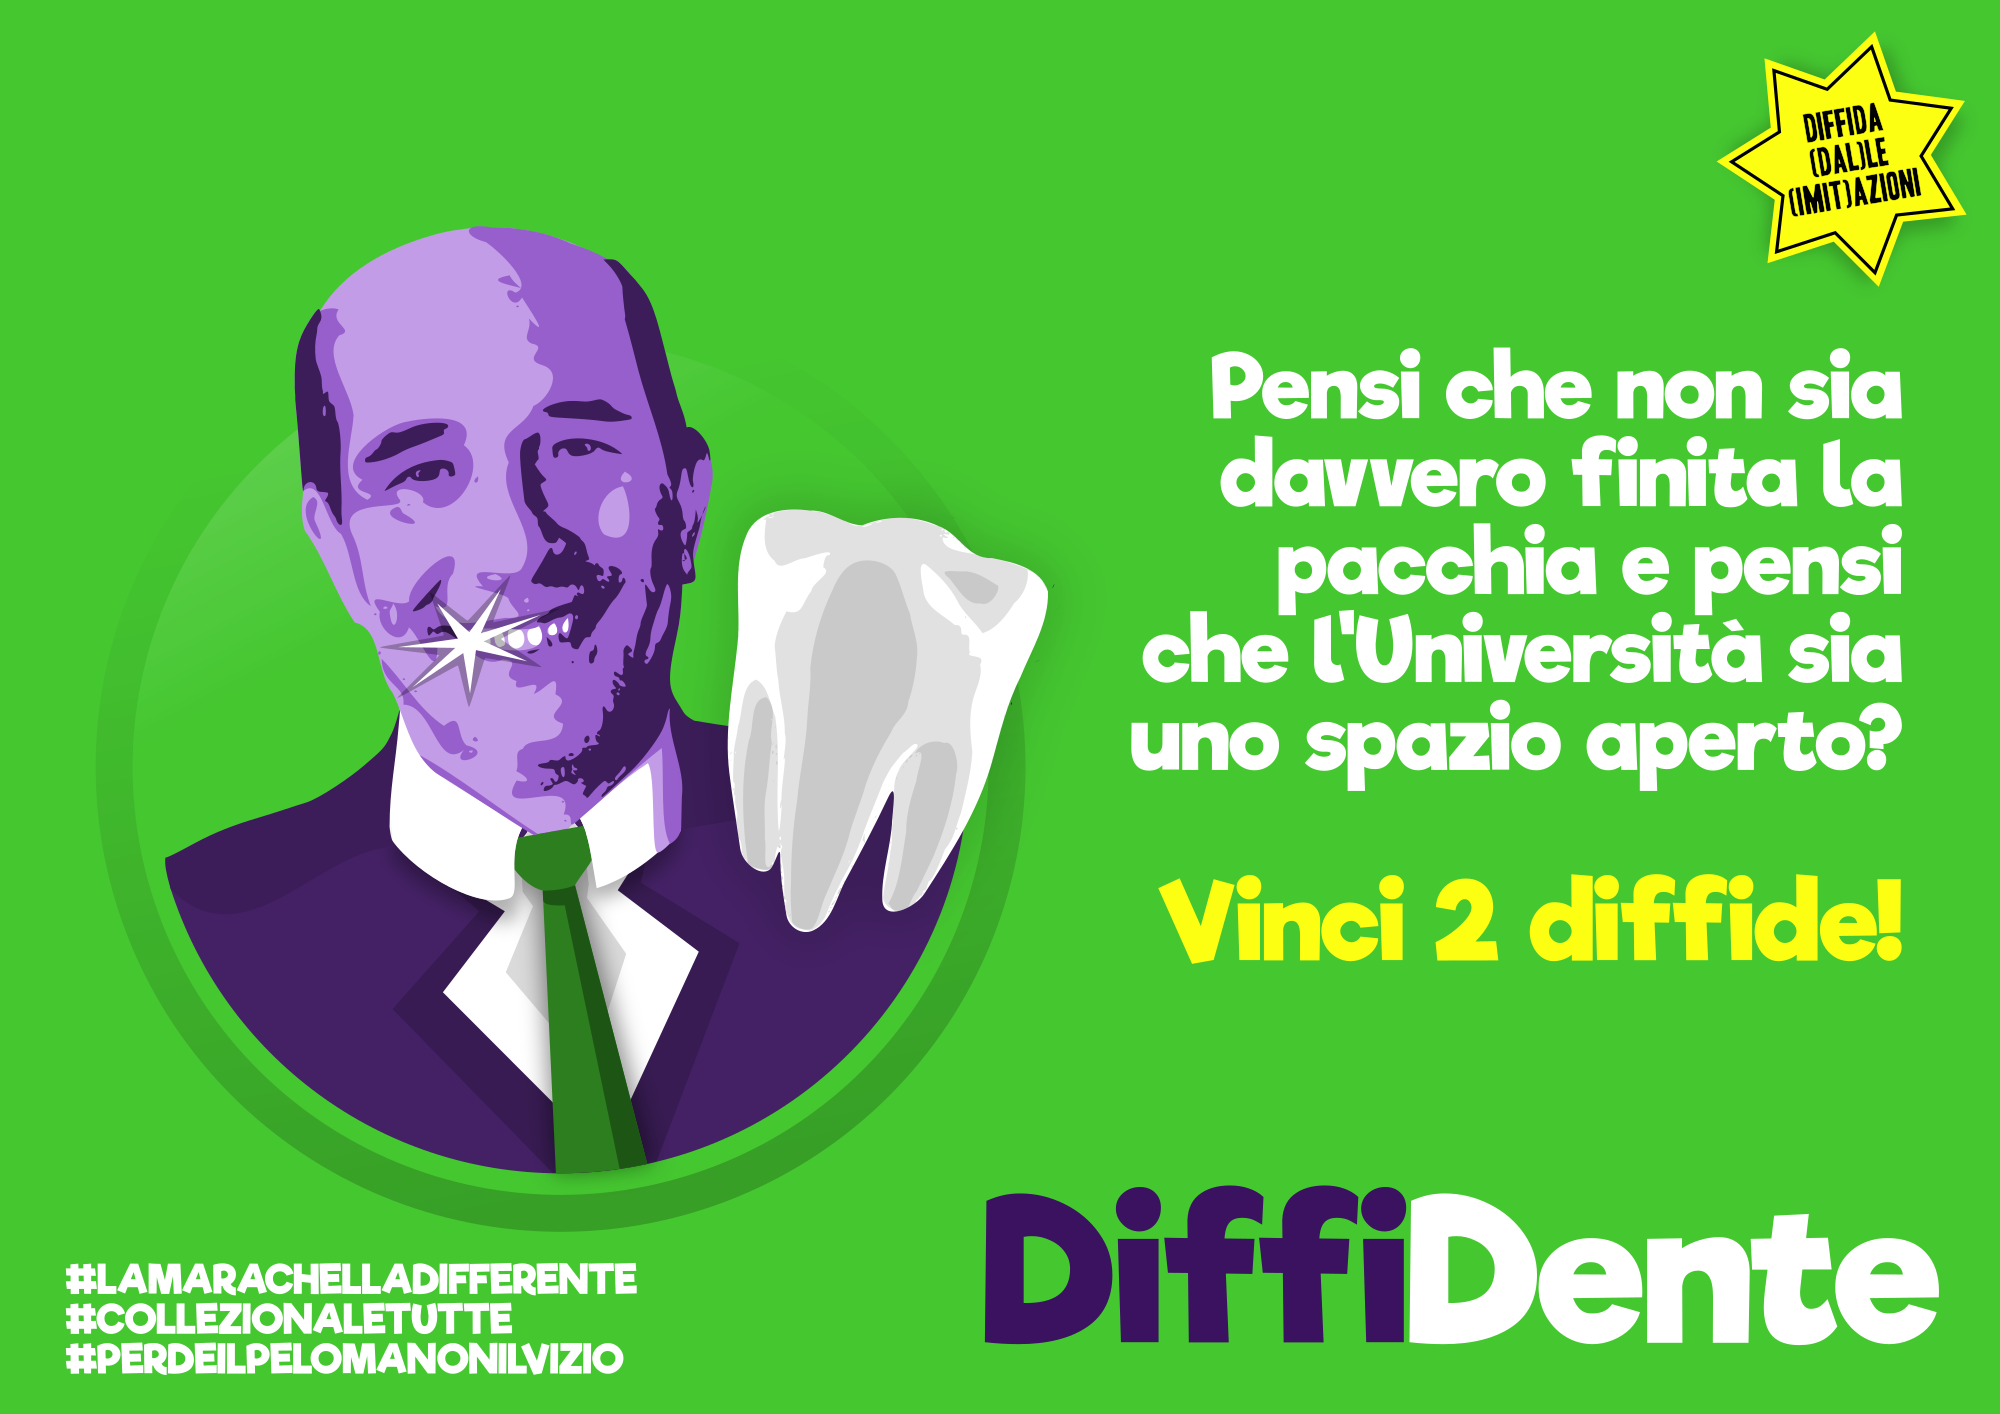 DIFFIDA
(DAL)LE
(IMIT)AZIONI
Pensi che non sia
davvero finita la
pacchia e pensi
che l'Università sia
uno spazio aperto?
Vinci 2 diffide!
DiffiDente
#LAMARACHELLADIFFERENTE
#COLLEZIONALETUTTE
#PERDEILPELOMANONILVIZIO